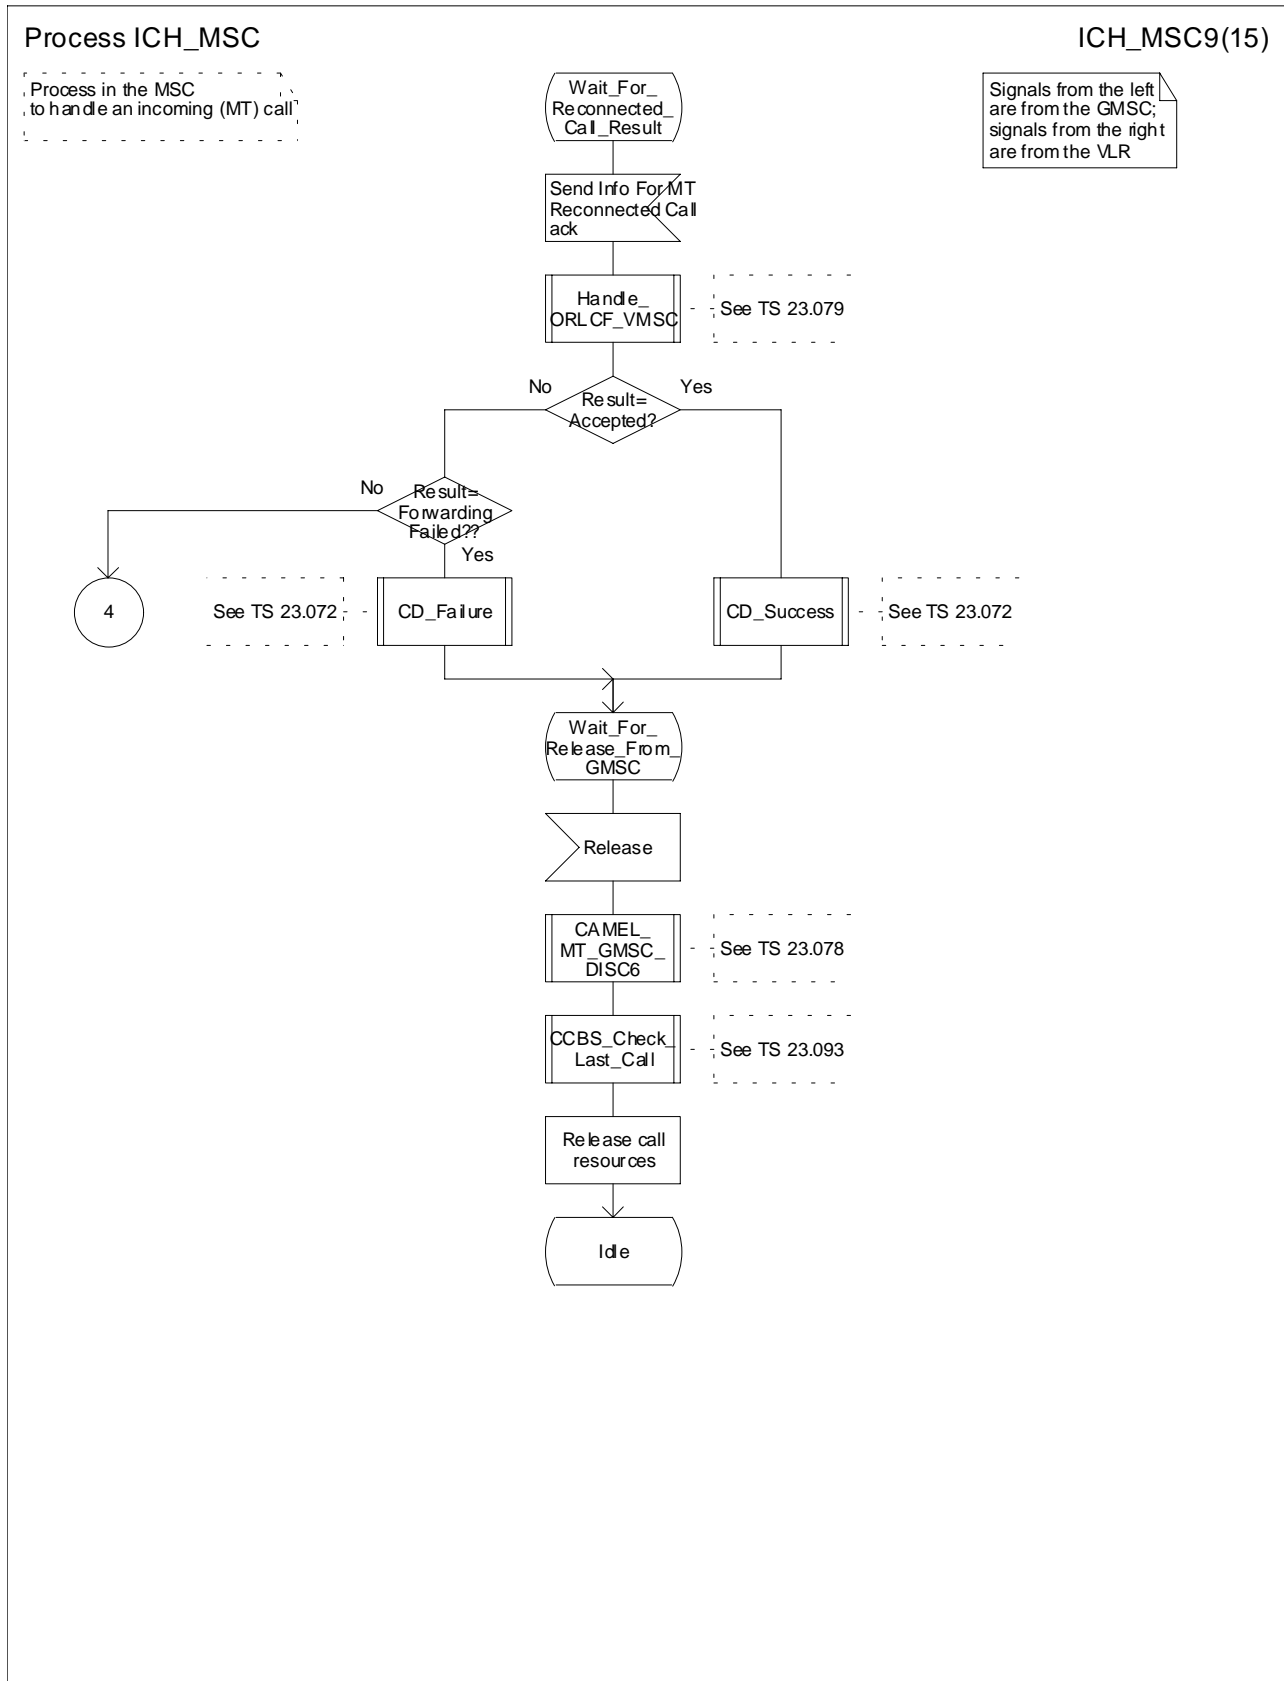 Process ICH_MSC
ICH_MSC9(15)
Process in the MSC
to handle an incoming (MT) call
Wait_For_
Reconnected_
Call_Result
Signals from the left
are from the GMSC;
signals from the right
are from the VLR
Send Info For MT
Reconnected Call
ack
Handle_
ORLCF_VMSC
See TS 23.079
No
Yes
Result=
Accepted?
No
Result=
Forwarding
Failed??
Yes
4
See TS 23.072
CD_Failure
CD_Success
See TS 23.072
Wait_For_
Release_From_
GMSC
Release
CAMEL_
MT_GMSC_
DISC6
See TS 23.078
CCBS_Check_
Last_Call
See TS 23.093
Release call
resources
Idle